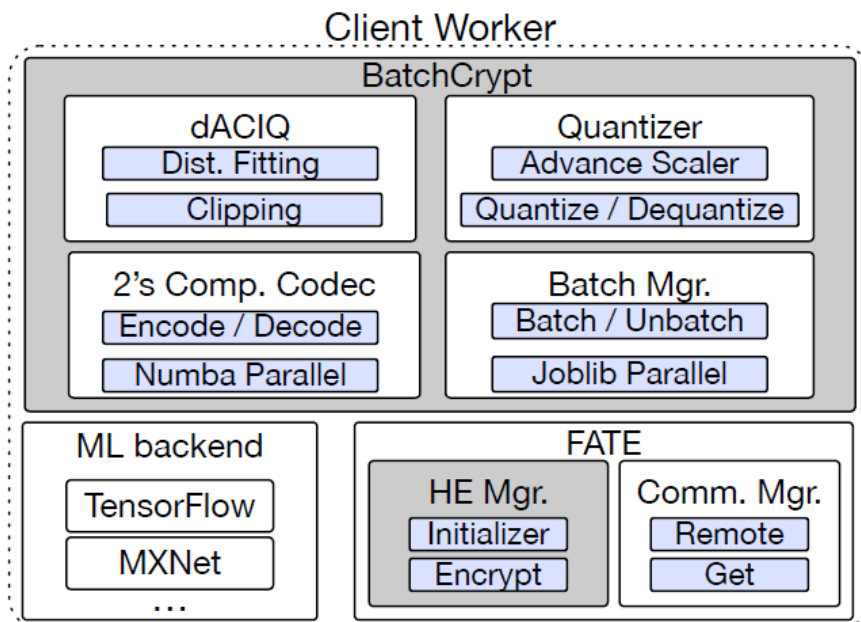 Client Worker
BatchCrypt
dACIQ
Dist. Fitting
Clipping
Quantizer
Advance Scaler
Quantize / Dequantize
2's Comp. Codec
Encode / Decode
Numba Parallel
Batch Mgr.
Batch / Unbatch
Joblib Parallel
ML backend
TensorFlow
MXNet
...
FATE
HE Mgr.
Initializer
Encrypt
Comm. Mgr.
Remote
Get